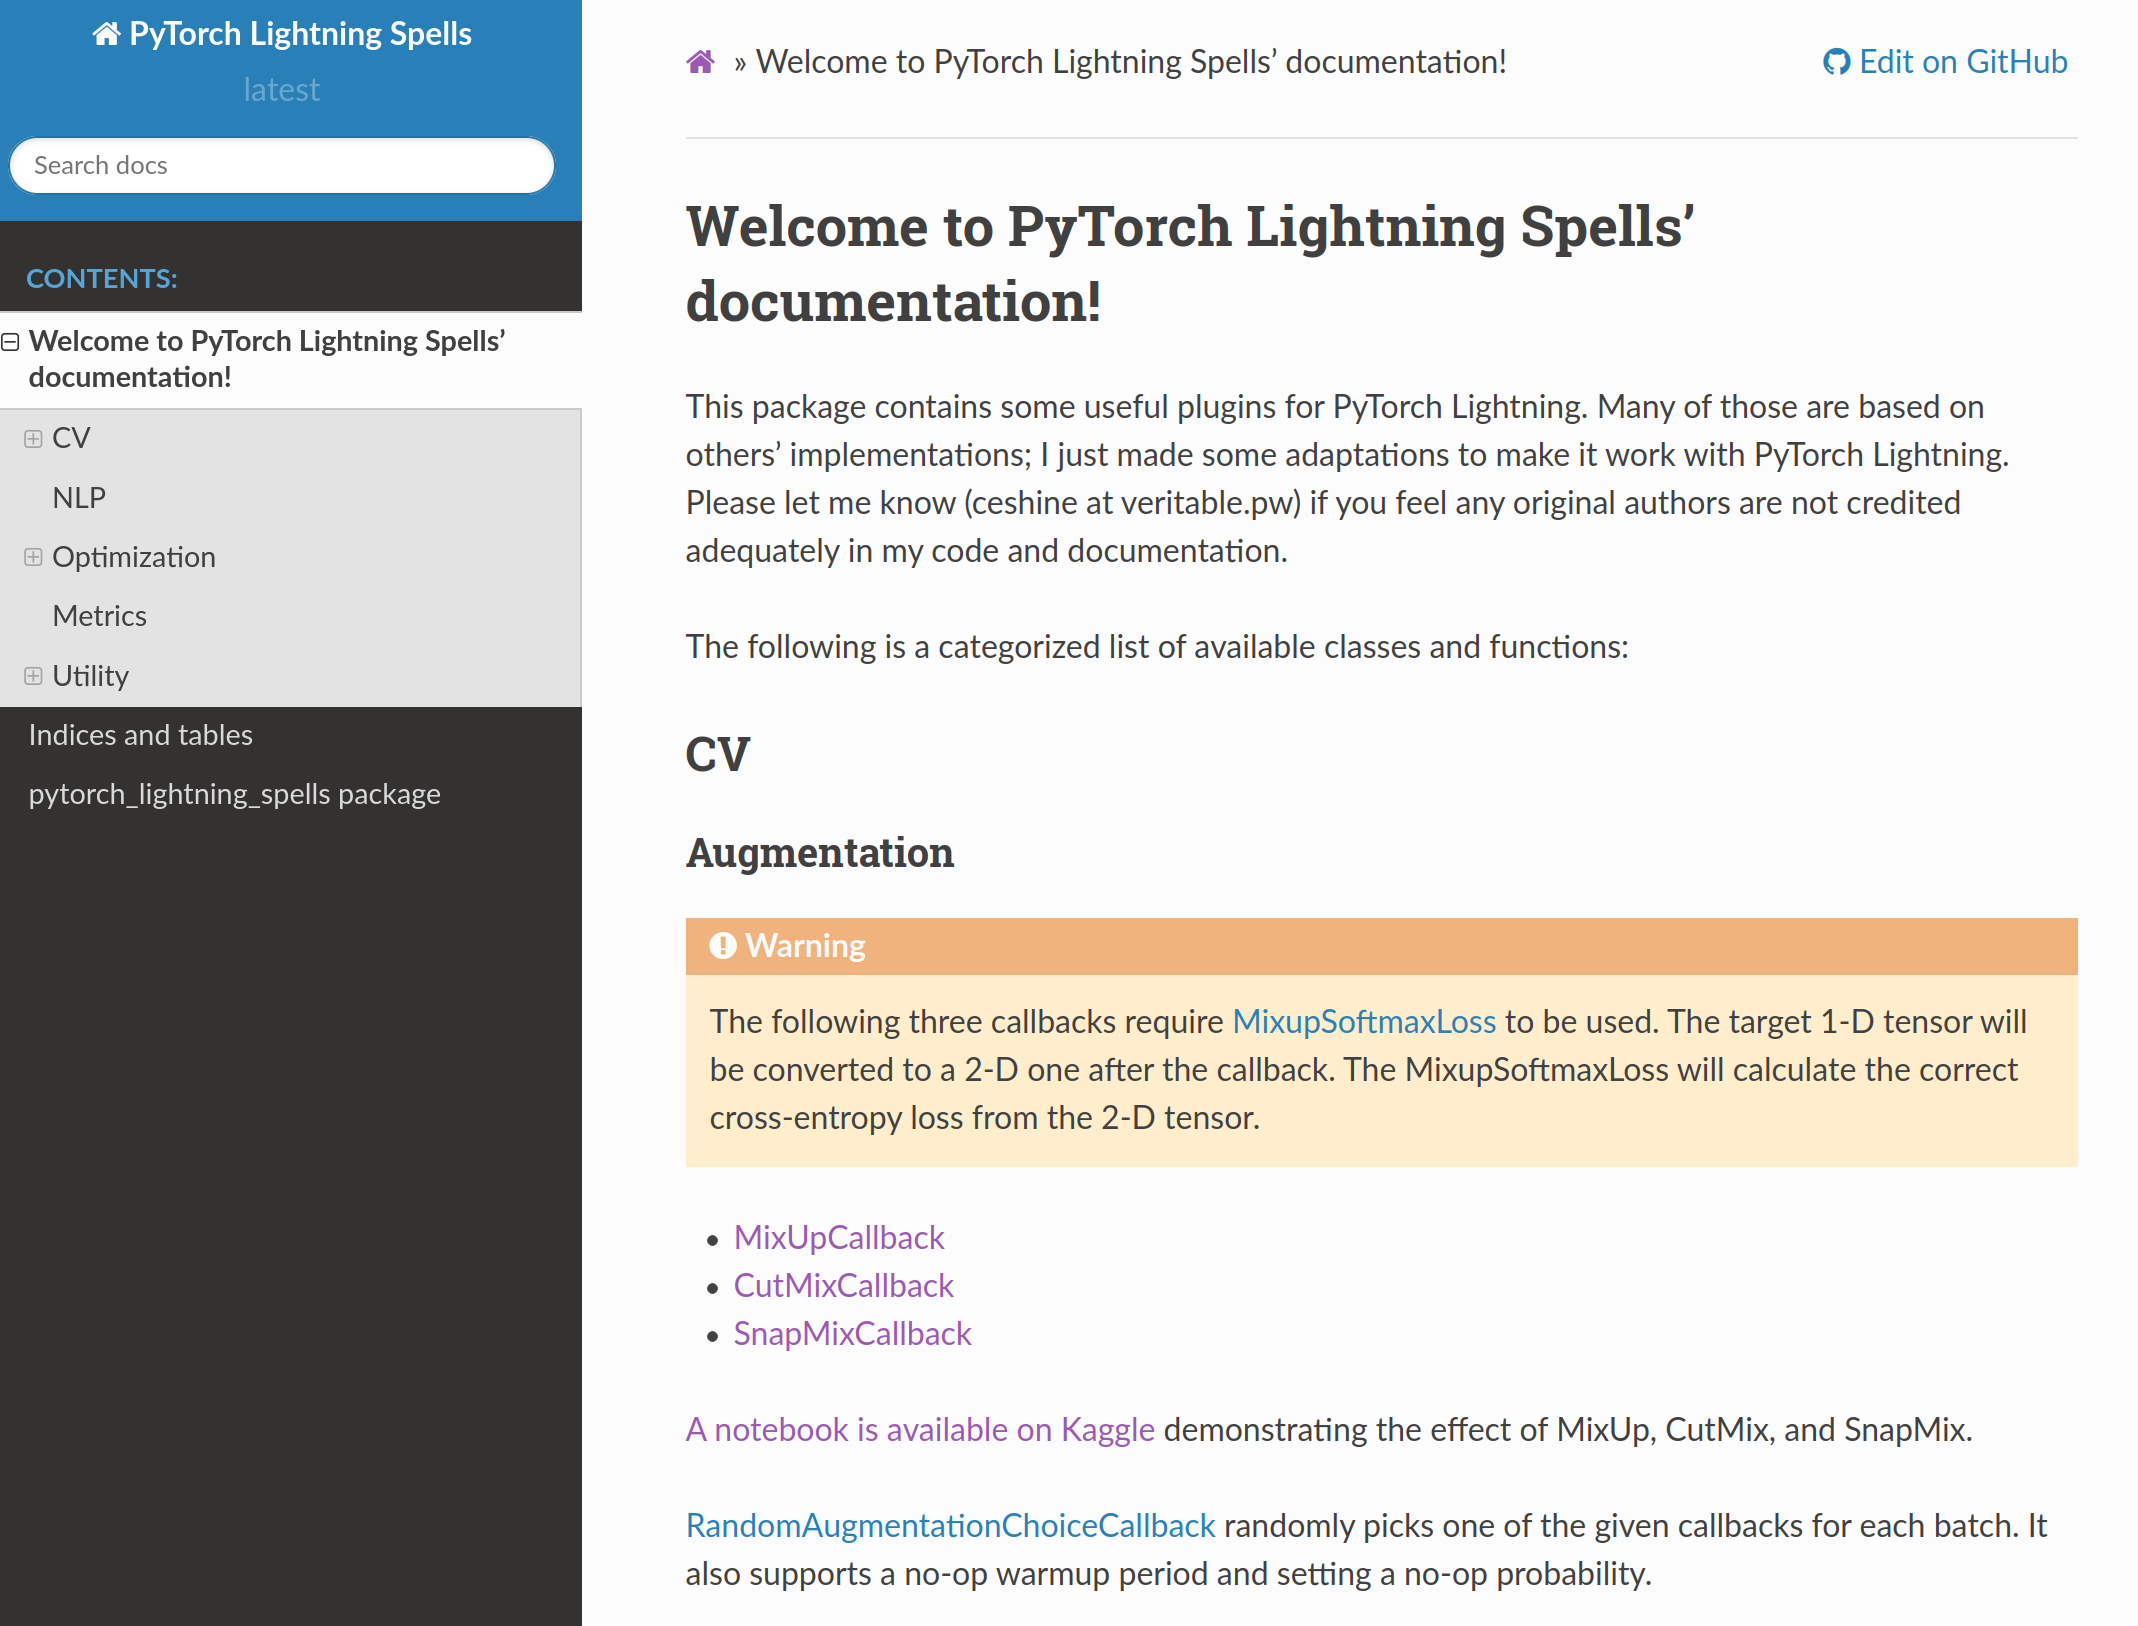 PyTorch Lightning Spells
latest
Search docs
CONTENTS:
Welcome to PyTorch Lightning Spells’
documentation!
CV
NLP
Optimization
Metrics
Utility
Indices and tables
pytorch_lightning_spells package
» Welcome to PyTorch Lightning Spells’ documentation!
Edit on GitHub
Welcome to PyTorch Lightning Spells’
documentation!
This package contains some useful plugins for PyTorch Lightning. Many of those are based on
others’ implementations; I just made some adaptations to make it work with PyTorch Lightning.
Please let me know (ceshine at veritable.pw) if you feel any original authors are not credited
adequately in my code and documentation.
The following is a categorized list of available classes and functions:
CV
Augmentation
Warning
The following three callbacks require MixupSoftmaxLoss to be used. The target 1-D tensor will
be converted to a 2-D one after the callback. The MixupSoftmaxLoss will calculate the correct
cross-entropy loss from the 2-D tensor.
• MixUpCallback
• CutMixCallback
• SnapMixCallback
A notebook is available on Kaggle demonstrating the effect of MixUp, CutMix, and SnapMix.
RandomAugmentationChoiceCallback randomly picks one of the given callbacks for each batch. It
also supports a no-op warmup period and setting a no-op probability.